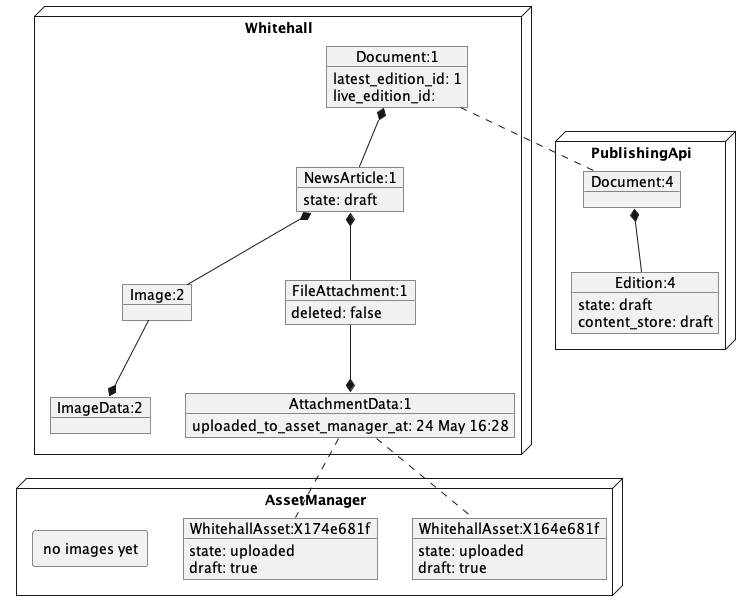 Whitehall
Document:1
latest_edition_id: 1
live_edition_id:
NewsArticle:1
state: draft
Image:2
FileAttachment:1
deleted: false
ImageData:2
AttachmentData:1
uploaded_to_asset_manager_at: 24 May 16:28
PublishingApi
Document:4
Edition:4
state: draft
content_store: draft
AssetManager
no images yet
WhitehallAsset:X174e681f
state: uploaded
draft: true
WhitehallAsset:X164e681f
state: uploaded
draft: true